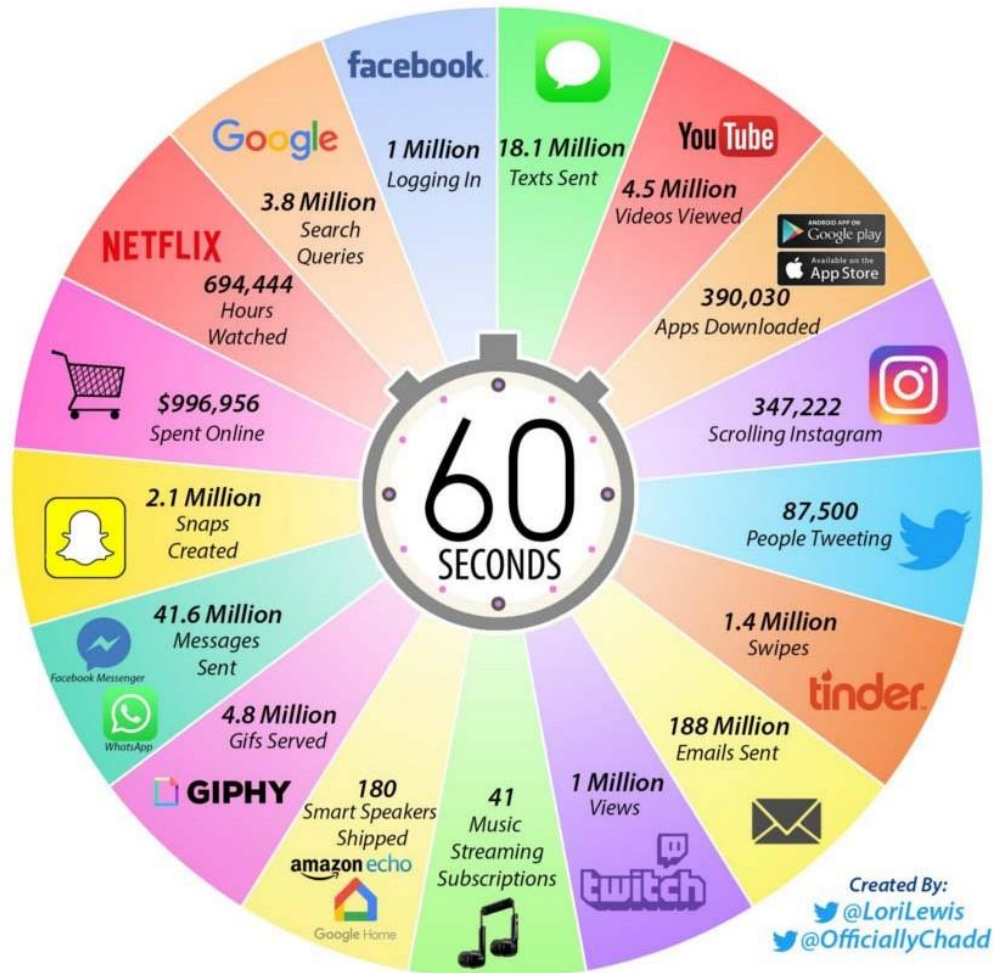 facebook
1 Million
Logging In
18.1 Million
Texts Sent
YouTube
4.5 Million
Videos Viewed
ANDROID APP ON
Google play
Available on the
App Store
390,030
Apps Downloaded
347,222
Scrolling Instagram
87,500
People Tweeting
1.4 Million
Swipes
tinder
188 Million
Emails Sent
1 Million
Views
twitch
41
Music
Streaming
Subscriptions
180
Smart Speakers
Shipped
amazon echo
Google Home
4.8 Million
Gifs Served
GIPHY
41.6 Million
Messages
Sent
Facebook Messenger
WhatsApp
2.1 Million
Snaps
Created
$996,956
Spent Online
NETFLIX
694,444
Hours
Watched
Google
3.8 Million
Search
Queries
60
SECONDS
Created By:
@LoriLewis
@OfficiallyChadd